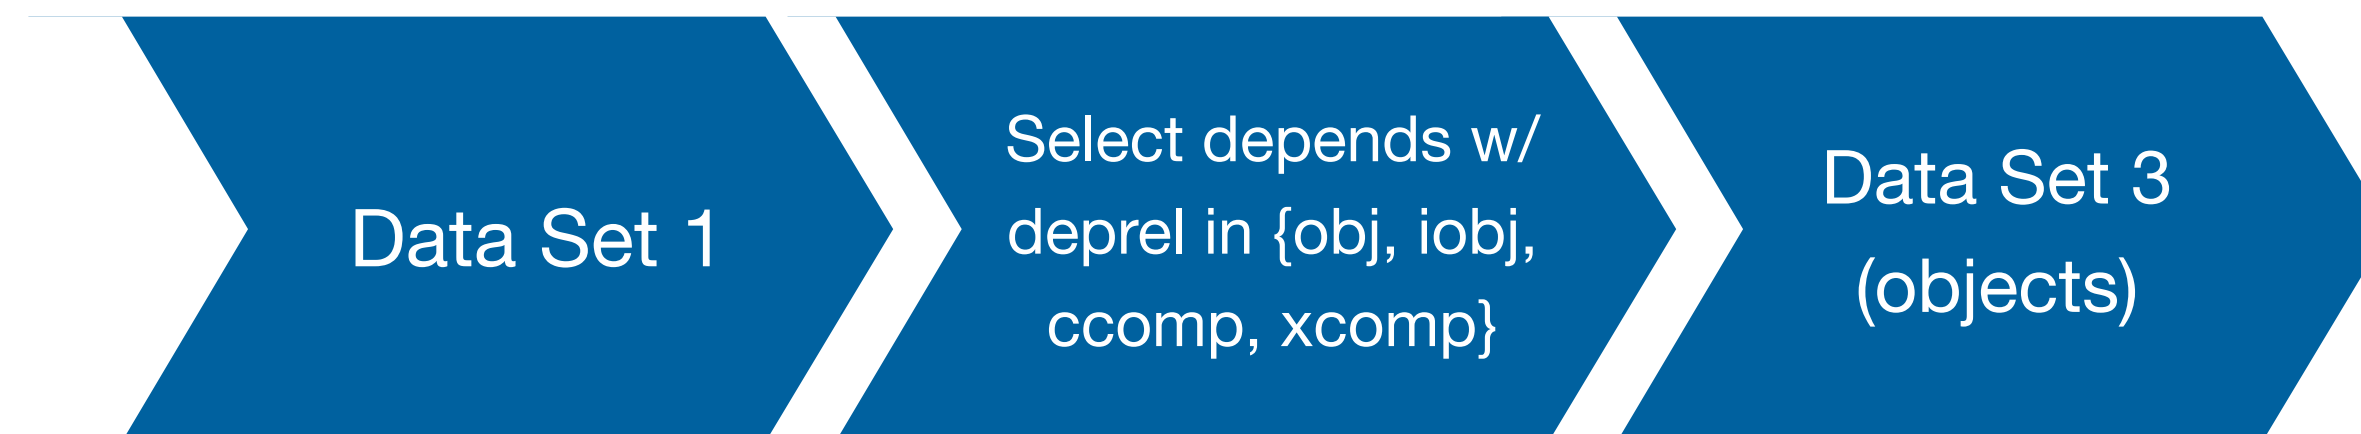 Data Set 1
Select depends w/
deprel in {obj, iobj,
ccomp, xcomp}
Data Set 3
(objects)